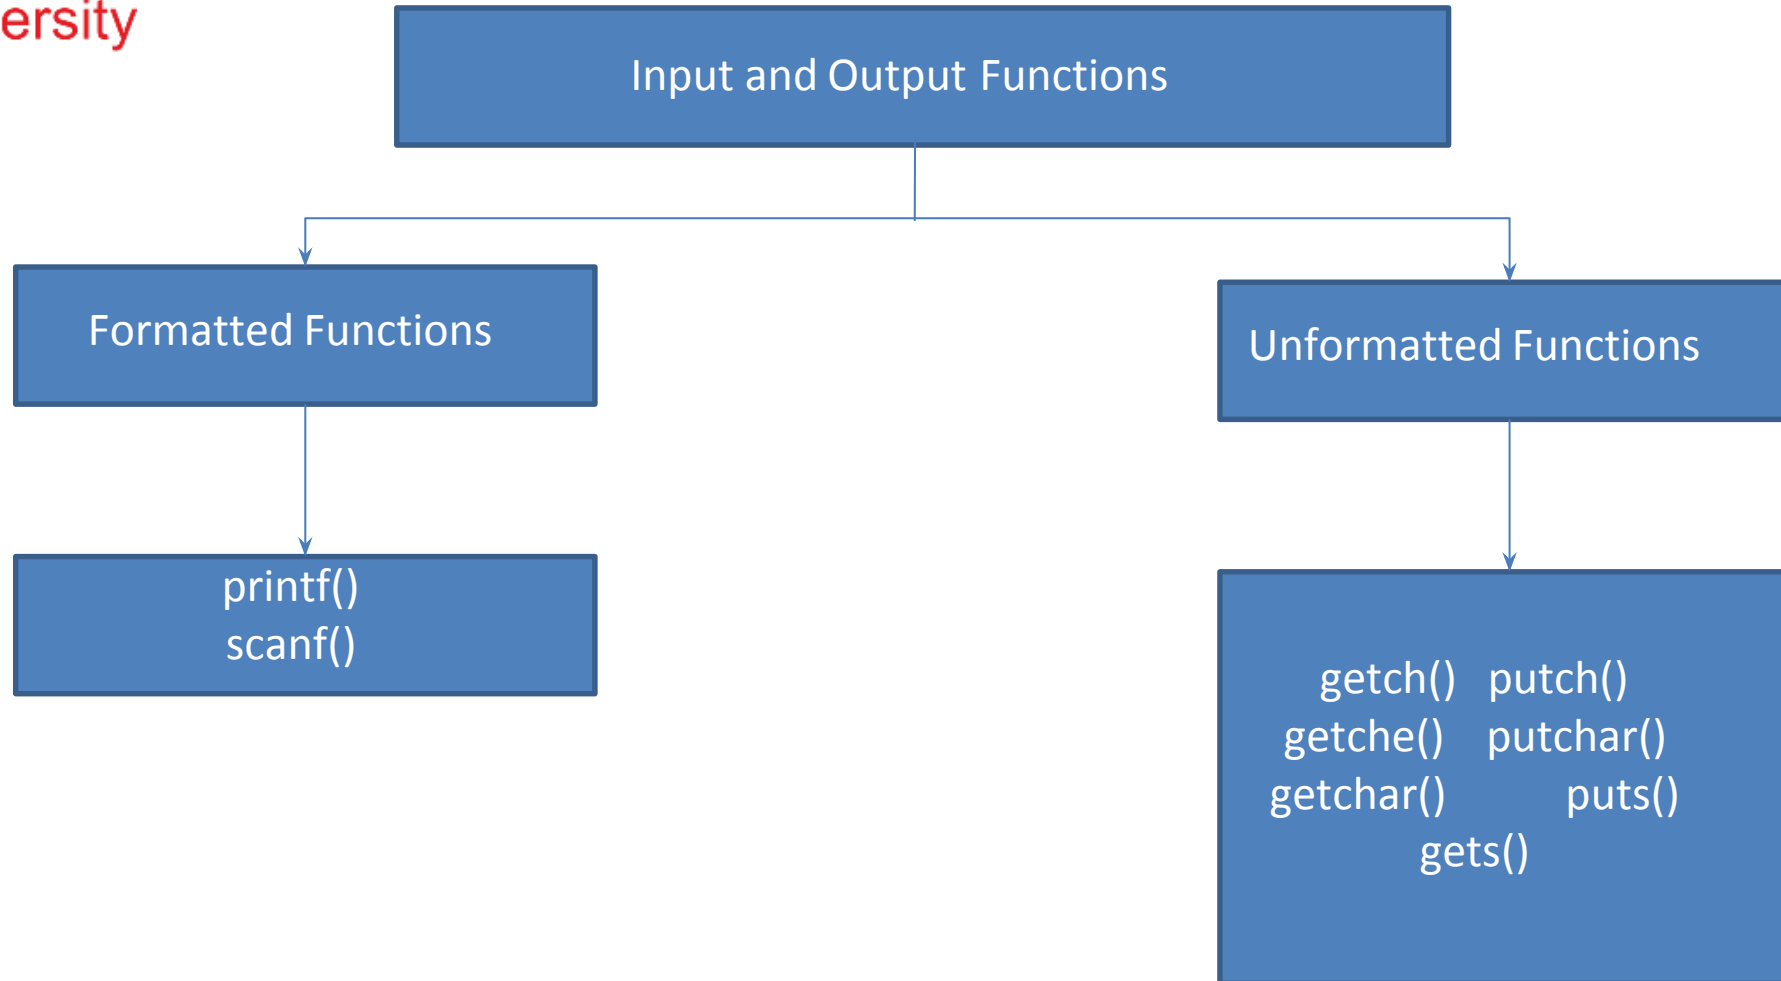 ersity
Input and Output Functions
Formatted Functions
Unformatted Functions
printf()
scanf()
getch() putch()
getche() putchar()
getchar() puts()
gets()